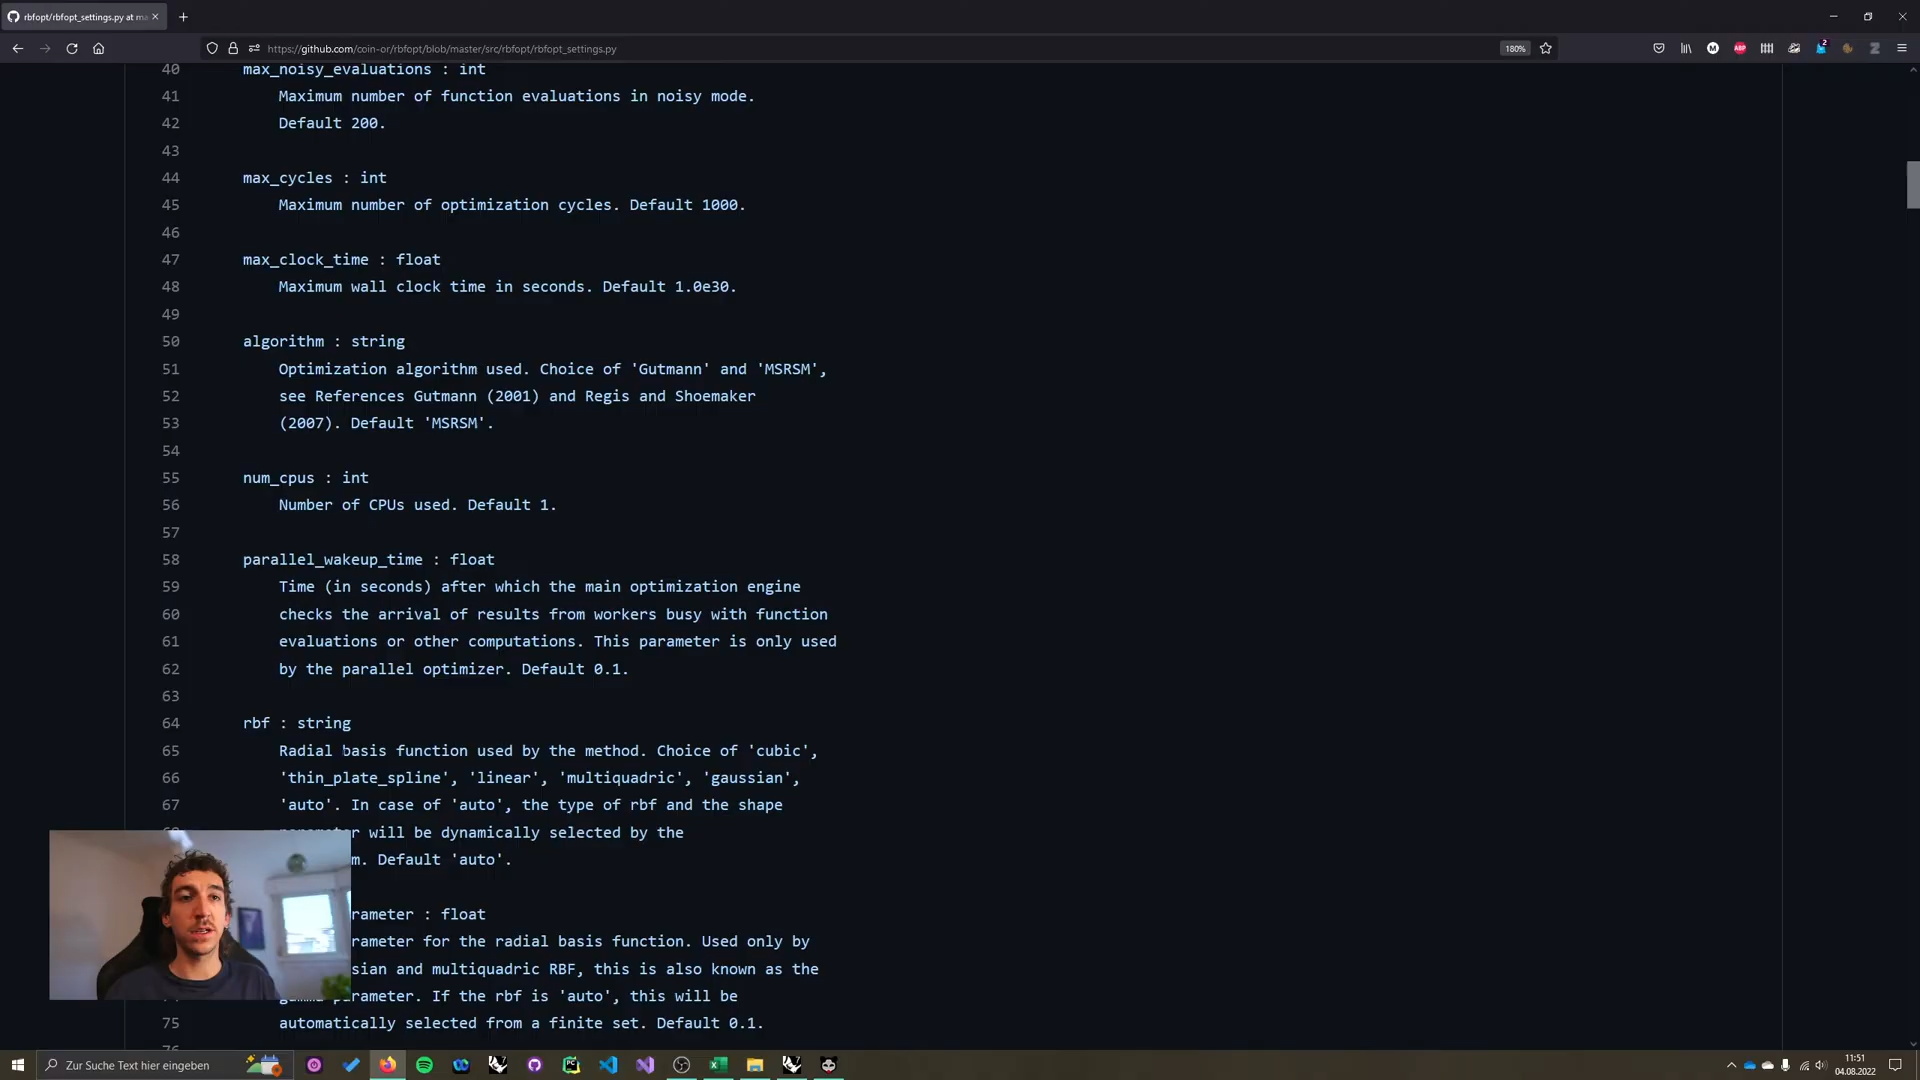 rbfopt/rbfopt_settings.py at ma
https://github.com/coin-or/rbfopt/blob/master/src/rbfopt/rbfopt_settings.py
180%
40 max_noisy_evaluations : int
41 Maximum number of function evaluations in noisy mode.
42 Default 200.
43
44 max_cycles : int
45 Maximum number of optimization cycles. Default 1000.
46
47 max_clock_time : float
48 Maximum wall clock time in seconds. Default 1.0e30.
49
50 algorithm : string
51 Optimization algorithm used. Choice of 'Gutmann' and 'MSRSM',
52 see References Gutmann (2001) and Regis and Shoemaker
53 (2007). Default 'MSRSM'.
54
55 num_cpus : int
56 Number of CPUs used. Default 1.
57
58 parallel_wakeup_time : float
59 Time (in seconds) after which the main optimization engine
60 checks the arrival of results from workers busy with function
61 evaluations or other computations. This parameter is only used
62 by the parallel optimizer. Default 0.1.
63
64 rbf : string
65 Radial basis function used by the method. Choice of 'cubic',
66 'thin_plate_spline', 'linear', 'multiquadric', 'gaussian',
67 'auto'. In case of 'auto', the type of rbf and the shape
parameter will be dynamically selected by the
m. Default 'auto'.
rameter : float
rameter for the radial basis function. Used only by
sian and multiquadric RBF, this is also known as the
gamma parameter. If the rbf is 'auto', this will be
75 automatically selected from a finite set. Default 0.1.
Zur Suche Text hier eingeben
11:51
04.08.2022